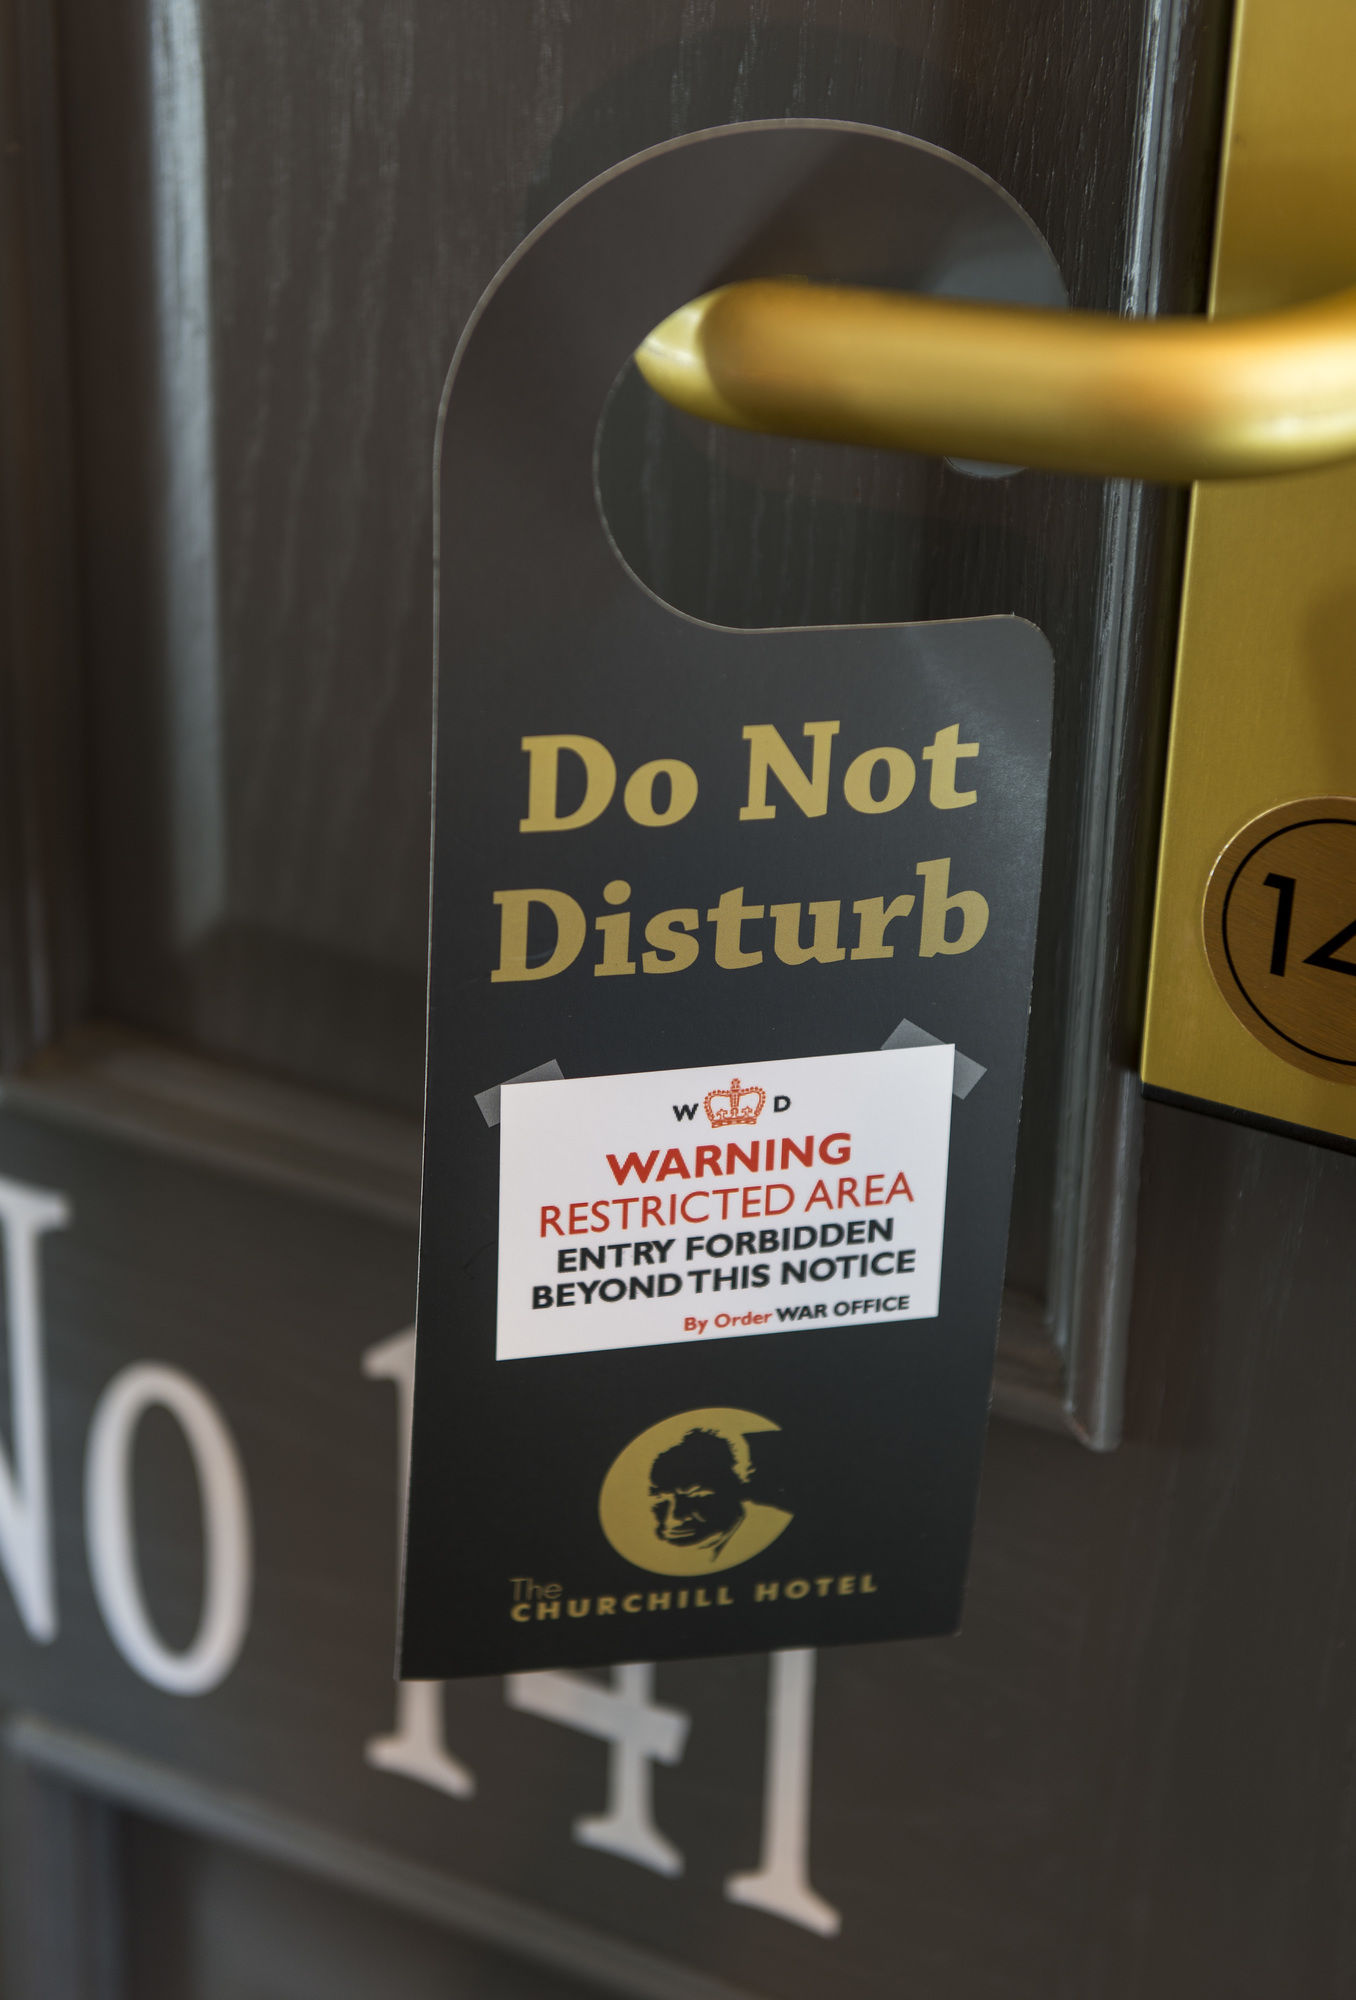 Do Not
Disturb
W D
WARNING
RESTRICTED AREA
ENTRY FORBIDDEN
BEYOND THIS NOTICE
By Order WAR OFFICE
The
CHURCHILL HOTEL
No 141
14